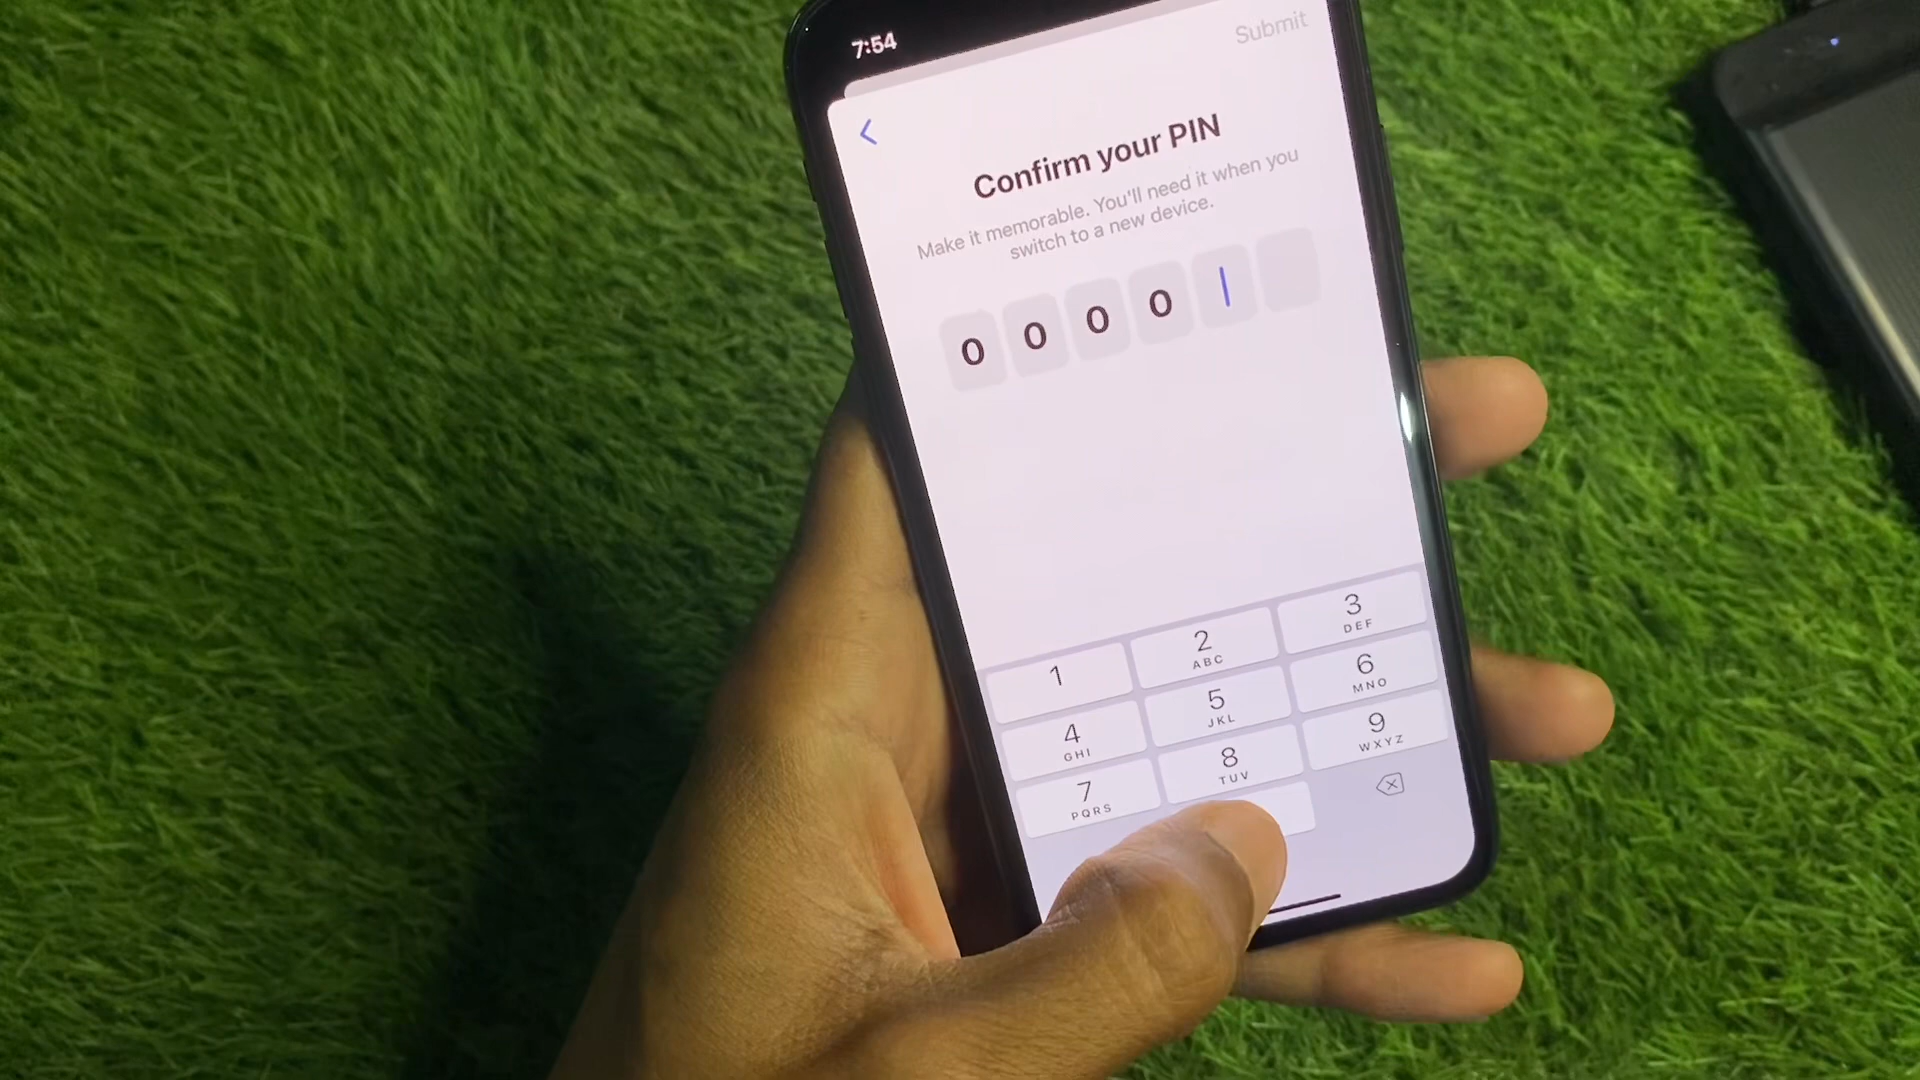 7:54
Submit
Confirm your PIN
Make it memorable. You'll need it when you
switch to a new device.
0 0 0 0
1
2 ABC
3 DEF
4 GHI
5 JKL
6 MNO
7 PQRS
8 TUV
9 WXYZ